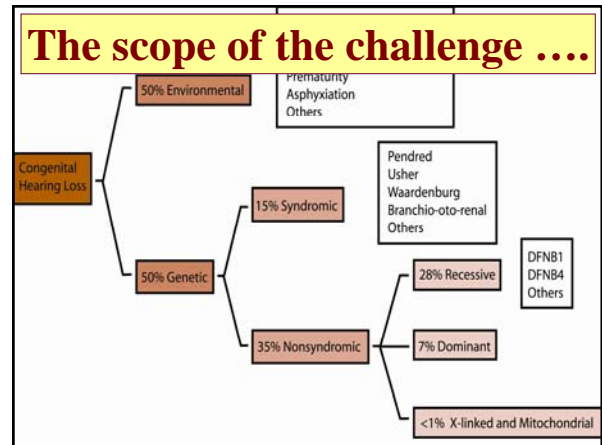 The scope of the challenge ....
50% Environmental
Prematurity
Asphyxiation
Others
Congenital
Hearing Loss
Pendred
Usher
Waardenburg
Branchio-oto-renal
Others
15% Syndromic
50% Genetic
DFNB1
DFNB4
Others
28% Recessive
35% Nonsyndromic
7% Dominant
<1% X-linked and Mitochondrial